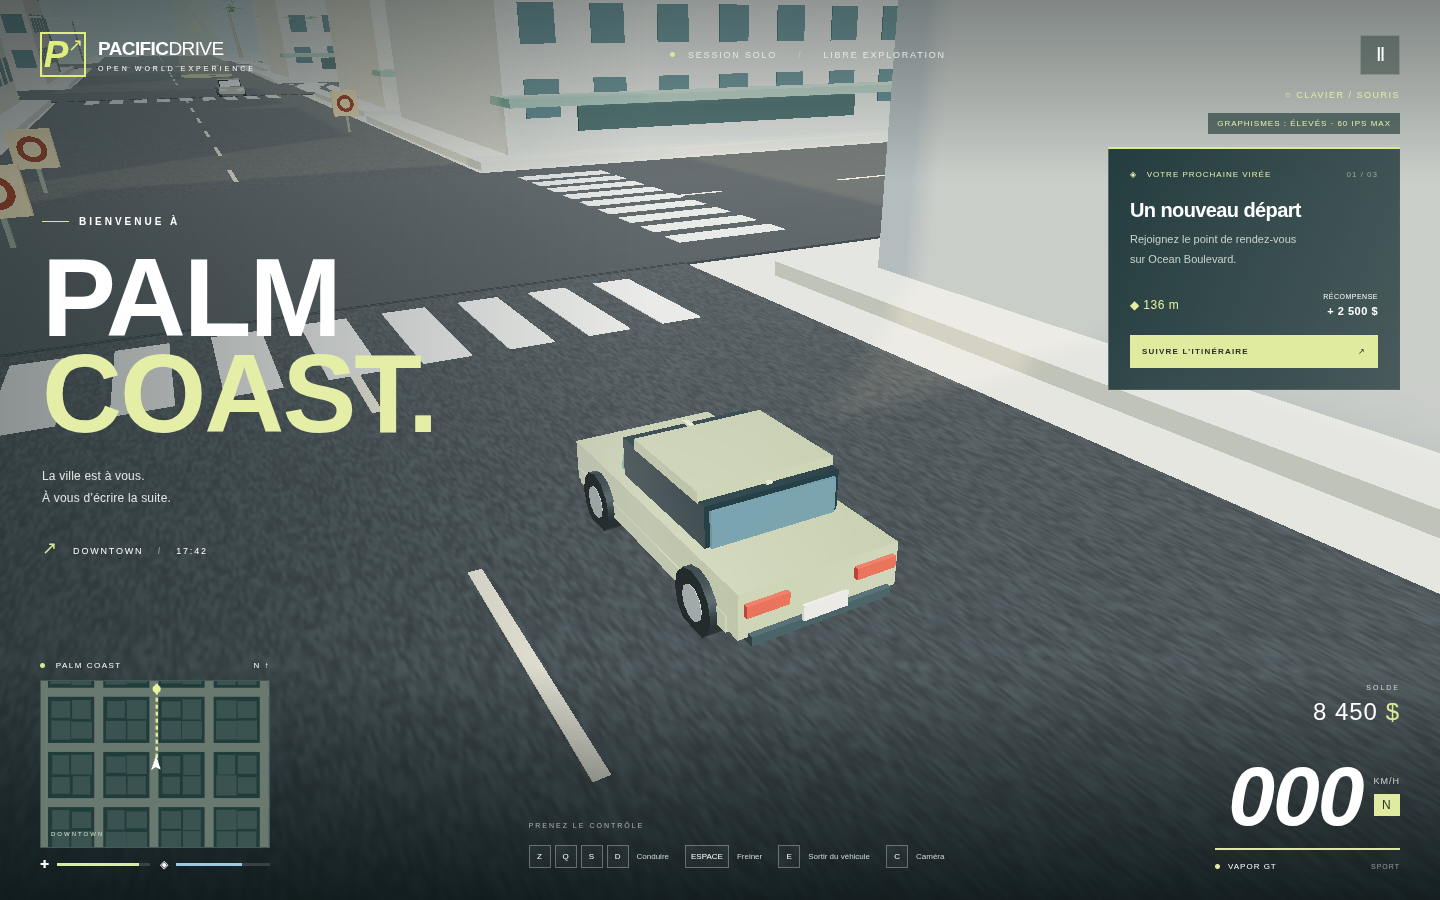 P↗
PACIFICDRIVE
OPEN WORLD EXPERIENCE
SESSION SOLO / LIBRE EXPLORATION
CLAVIER / SOURIS
GRAPHISMES : ÉLEVÉS · 60 IPS MAX
VOTRE PROCHAINE VIRÉE 01 / 03
Un nouveau départ
Rejoignez le point de rendez-vous
sur Ocean Boulevard.
◆ 136 m
RÉCOMPENSE
+ 2 500 $
SUIVRE L'ITINÉRAIRE ↗
BIENVENUE À
PALM
COAST.
La ville est à vous.
À vous d'écrire la suite.
↗ DOWNTOWN / 17:42
PALM COAST N ↑
DOWNTOWN
PRENEZ LE CONTRÔLE
Z Q S D Conduire ESPACE Freiner E Sortir du véhicule C Caméra
SOLDE
8 450 $
000 KM/H
N
VAPOR GT SPORT